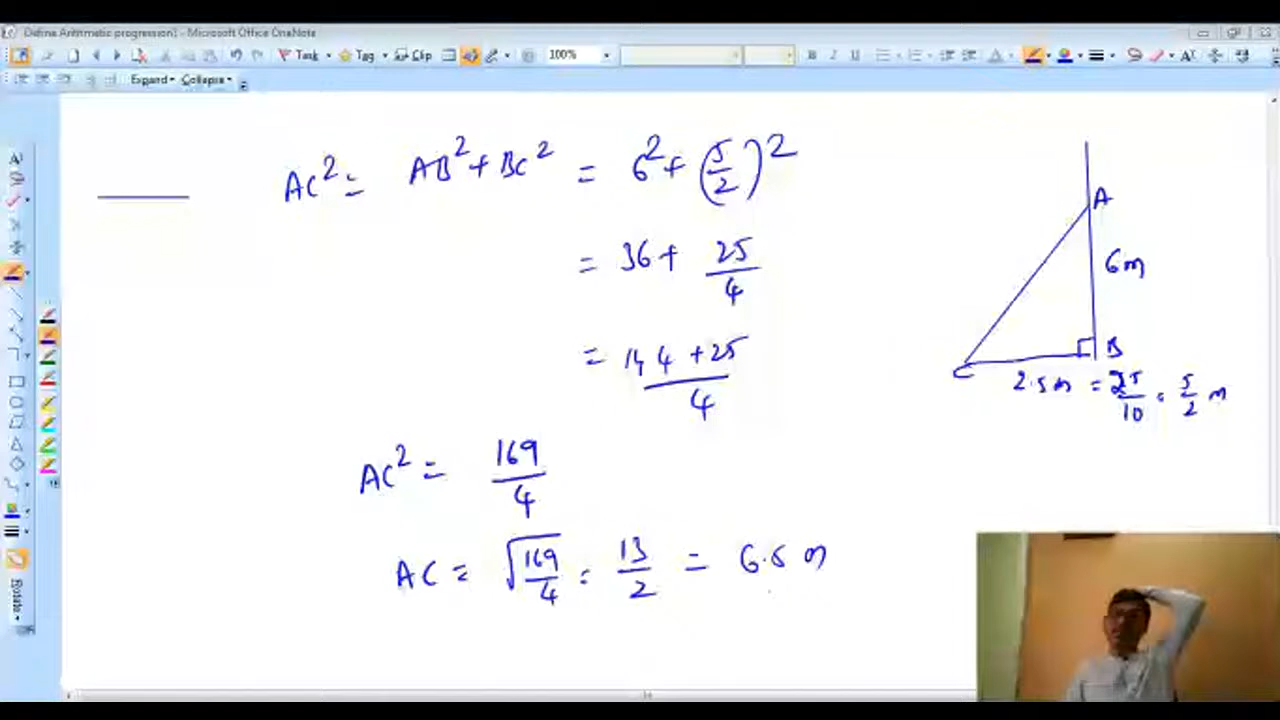 Define Arithmetic progression1 - Microsoft Office OneNote
Task Tag Clip 100% B I U
Expand Collapse
AC² = AB² + BC² = 6² + (5/2)²
= 36 + 25/4
= 144 + 25 / 4
AC² = 169/4
AC = √169/4 = 13/2 = 6.5 m
A
6m
B
C
2.5m = 25/10 = 5/2 m
Rotate